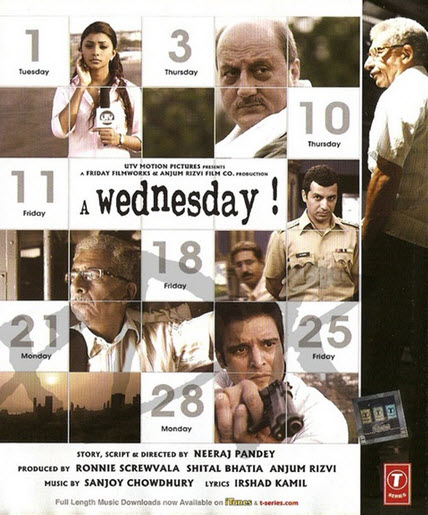 1
Tuesday
3
Thursday
10
Thursday
UTV MOTION PICTURES PRESENTS
A FRIDAY FILMWORKS & ANJUM RIZVI FILM CO. PRODUCTION
A wednesday !
11
Friday
18
Friday
21
Monday
25
Friday
28
Monday
STORY, SCRIPT & DIRECTED BY NEERAJ PANDEY
PRODUCED BY RONNIE SCREWVALA SHITAL BHATIA ANJUM RIZVI
MUSIC BY SANJOY CHOWDHURY LYRICS IRSHAD KAMIL
Full Length Music Downloads now Available on iTunes & t-series.com
T
SERIES